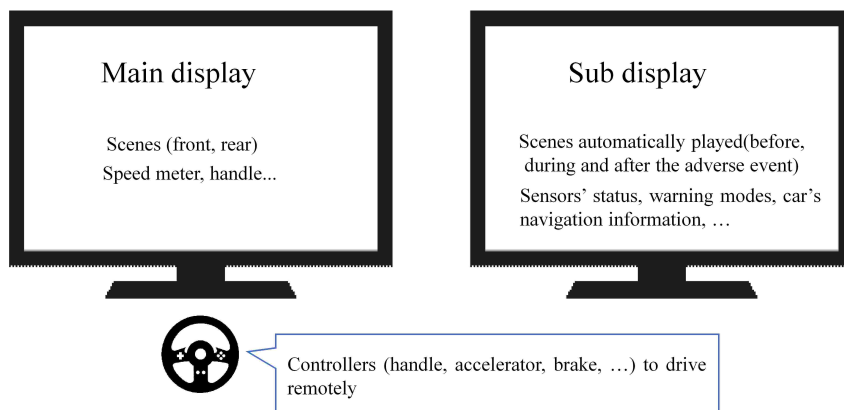 Main display
Scenes (front, rear)
Speed meter, handle...
Sub display
Scenes automatically played(before,
during and after the adverse event)
Sensors’ status, warning modes, car’s
navigation information, …
Controllers (handle, accelerator, brake, …) to drive
remotely